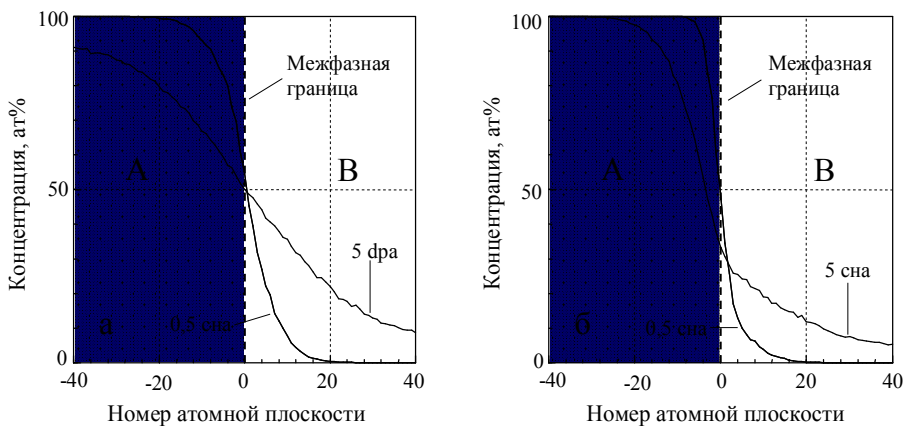 100
50
0
-40
-20
0
20
40
Концентрация, ат%
Номер атомной плоскости
Межфазная
граница
А
В
5 dpa
0,5 сна
а
100
50
0
-40
-20
0
20
40
Концентрация, ат%
Номер атомной плоскости
Межфазная
граница
А
В
5 сна
0,5 сна
б